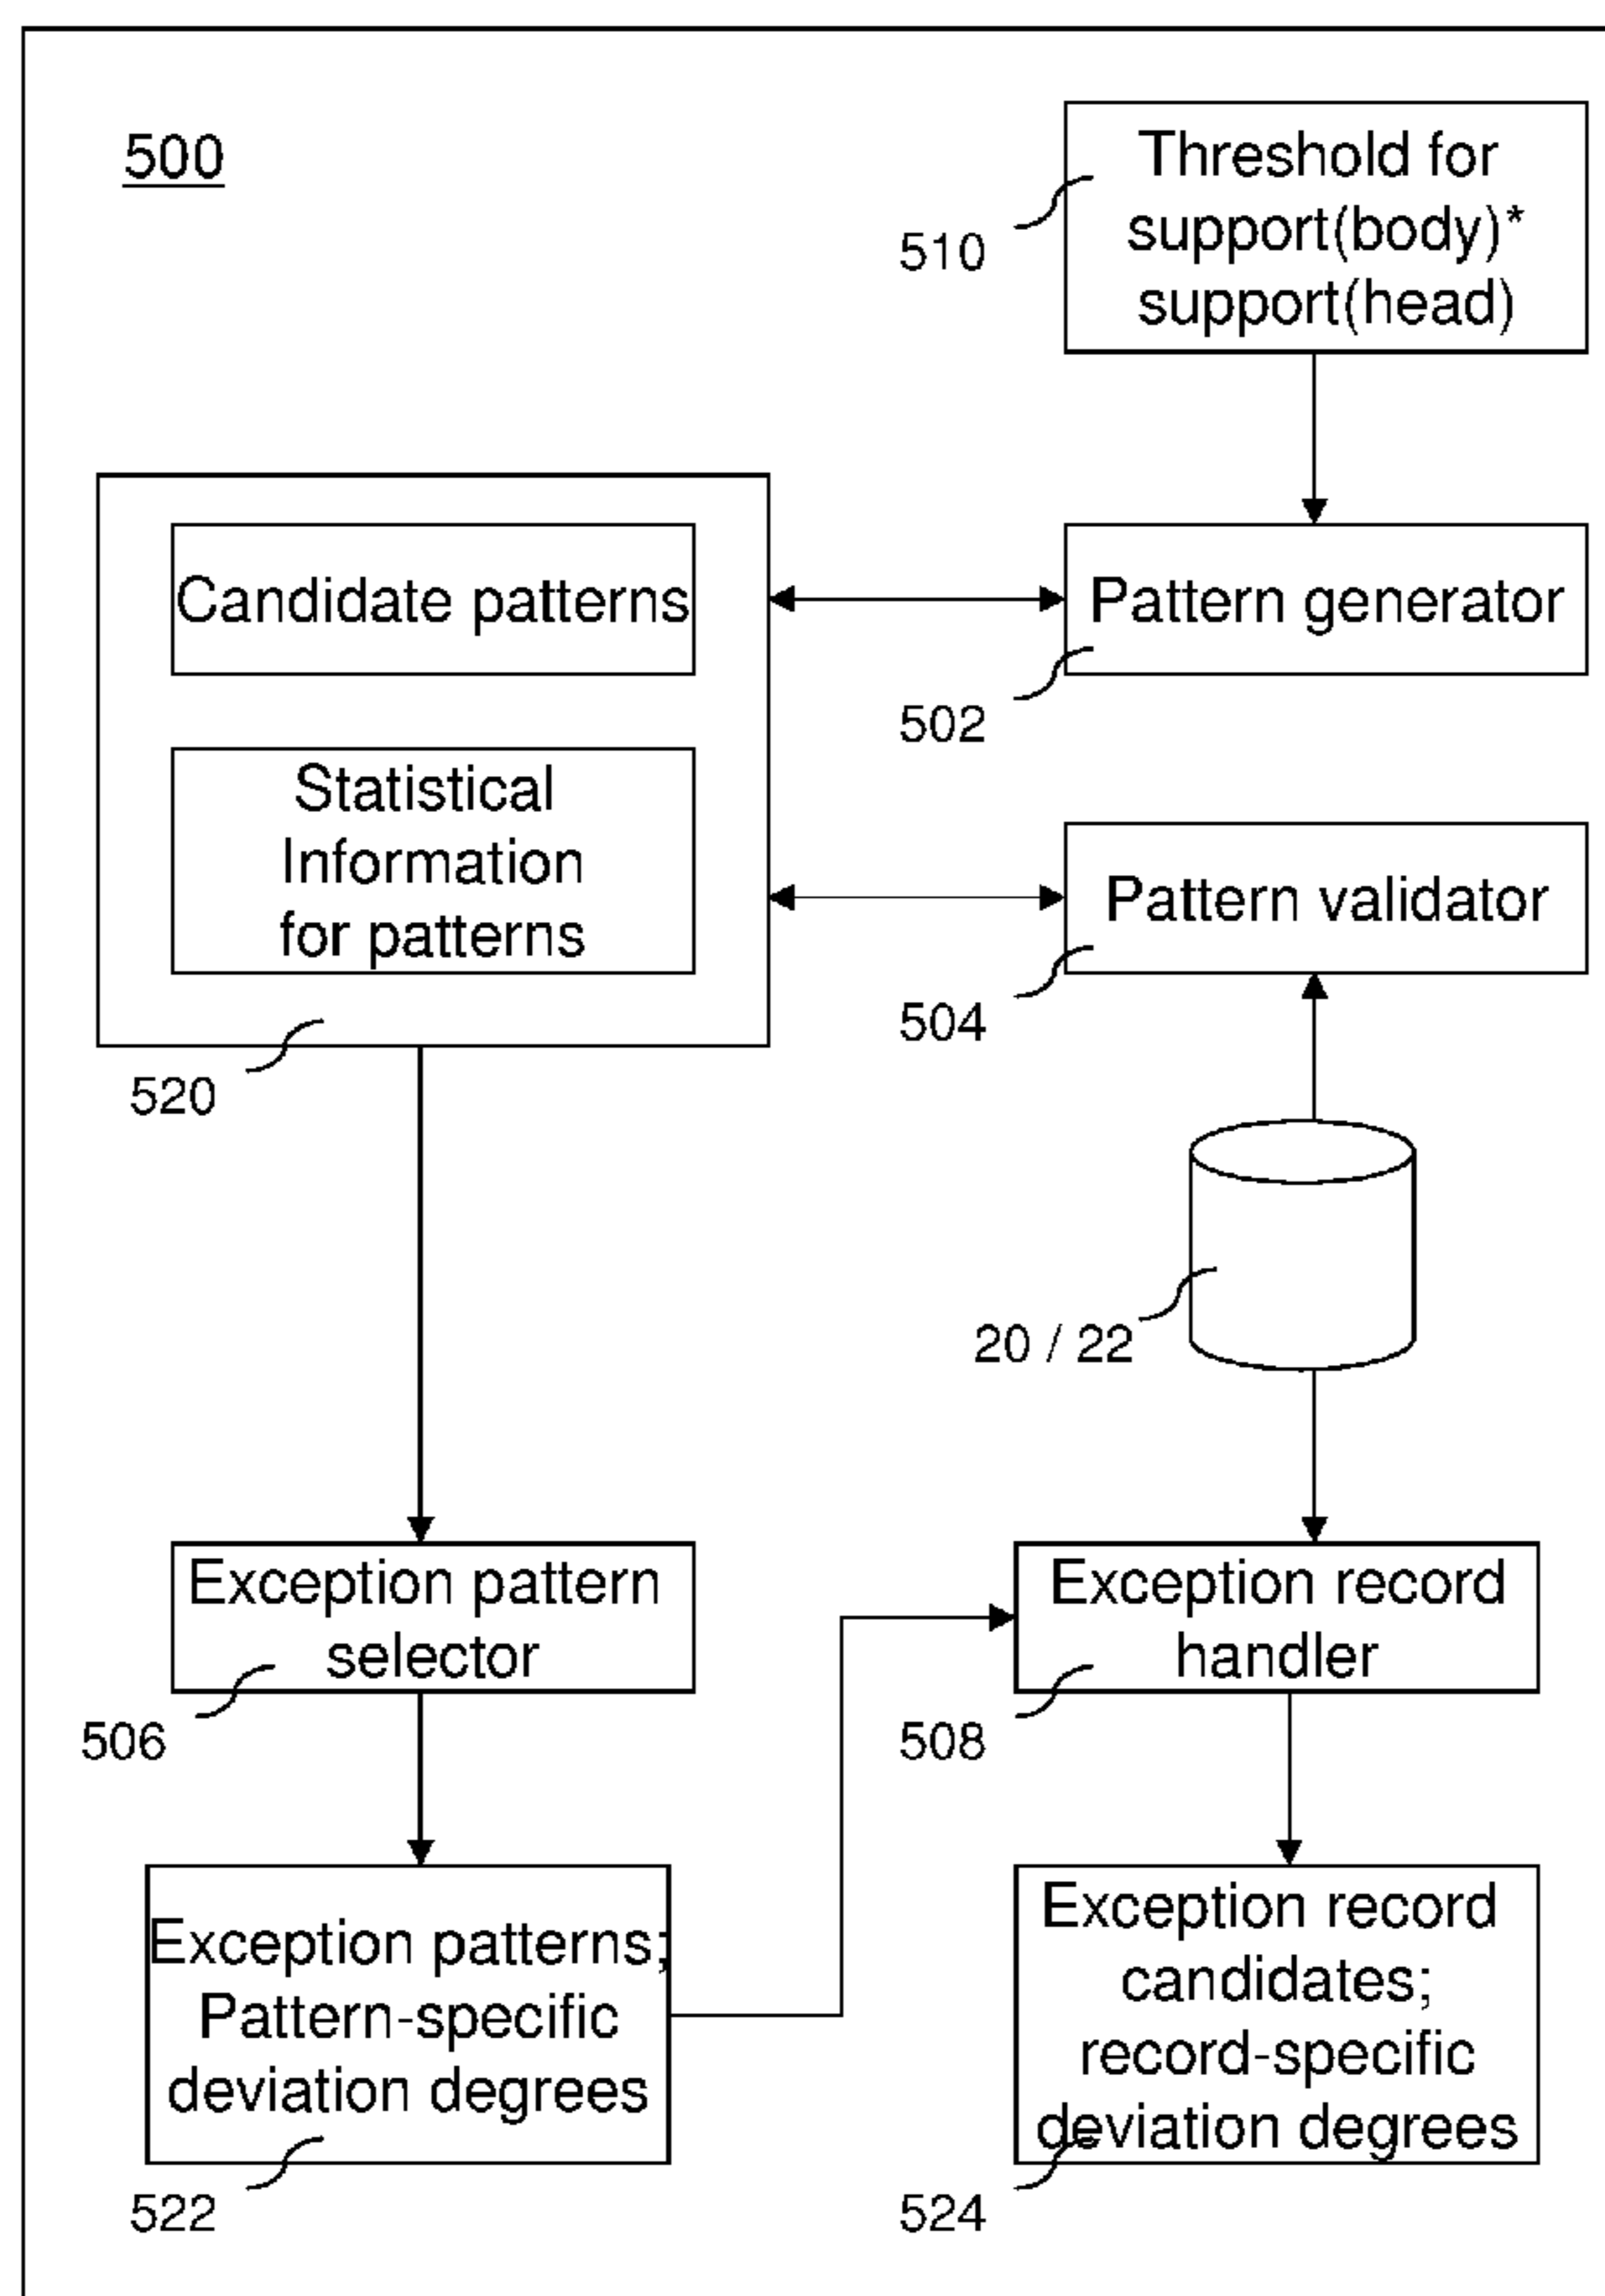 500
Threshold for
support(body)*
support(head)
510
Candidate patterns
Pattern generator
502
Statistical
Information
for patterns
Pattern validator
504
520
20 / 22
Exception pattern
selector
506
Exception record
handler
508
Exception patterns;
Pattern-specific
deviation degrees
522
Exception record
candidates;
record-specific
deviation degrees
524